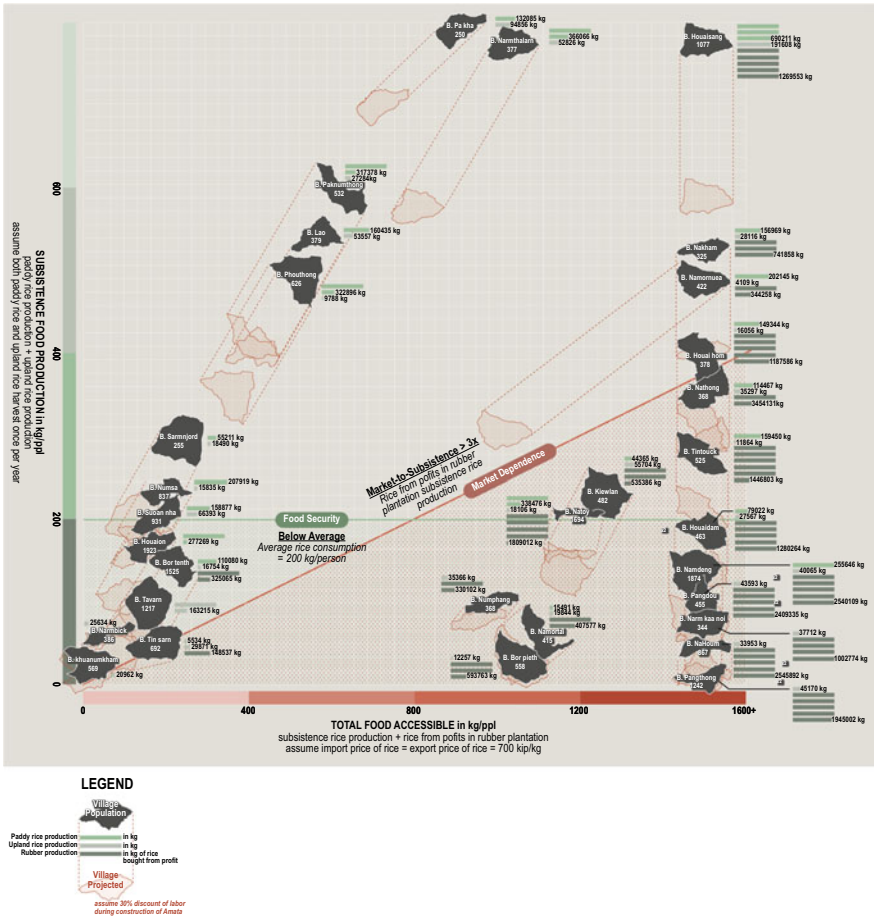 B. Pa kha
250
132085 kg
94856 kg
B. Narmthalam
377
366066 kg
52826 kg
B. Houaisang
1077
690211 kg
191608 kg
1269553 kg
B. Paknumthong
532
317378 kg
27284kg
B. Lao
379
160435 kg
53557 kg
B. Phouthong
626
322896 kg
9788 kg
B. Nakham
325
156969 kg
28116 kg
741858 kg
B. Namornuea
422
202145 kg
4109 kg
344258 kg
B. Houai hom
378
149344 kg
16056 kg
1187586 kg
B. Nathong
368
114467 kg
35297 kg
3454131kg
B. Tintouck
525
159450 kg
11864 kg
1446803 kg
B. Sarmnjord
255
55211 kg
18490 kg
B. Numsa
837
207919 kg
15835 kg
B. Suoan nha
931
158877 kg
66393 kg
B. Houaion
1923
277269 kg
B. Bor tenth
1525
110080 kg
16754 kg
325065 kg
B. Tavarn
1217
163215 kg
25634 kg
B. Narmbick
386
B. Tin sarn
692
5534 kg
29871 kg
148537 kg
B-khuanumkham
569
20962 kg
Market-to-Subsistence > 3x
Rice from pofits in rubber
plantation subsistence rice
production
Market Dependence
Food Security
Below Average
Average rice consumption
= 200 kg/person
B. Kiewlan
482
44365 kg
55704 kg
535386 kg
B. Natoy
694
338476 kg
18106 kg
1809012 kg
B. Houaidam
463
79022 kg
27567 kg
1280264 kg
B. Namdeng
1874
255646 kg
40065 kg
2540109 kg
B. Pangdou
455
43593 kg
2409335 kg
B. Narm kaa noi
344
37712 kg
1002774 kg
B. NaHoum
867
33953 kg
2545892 kg
B. Pangthong
1242
45170 kg
1945002 kg
B. Numphang
368
35366 kg
330102 kg
B. Namortai
415
15491 kg
19844 kg
407577 kg
B. Bor pieth
558
12257 kg
593763 kg
SUBSISTENCE FOOD PRODUCTION in kg/ppl
paddy rice production + upland rice production
assume both paddy rice and upland rice harvest once per year
600
400
200
0
0
400
800
1200
1600+
TOTAL FOOD ACCESSIBLE in kg/ppl
subsistence rice production + rice from pofits in rubber plantation
assume import price of rice = export price of rice = 700 kip/kg
LEGEND
Village
Population
Paddy rice production in kg
Upland rice production in kg
Rubber production in kg of rice
bought from profit
Village
Projected
assume 30% discount of labor
during construction of Amata